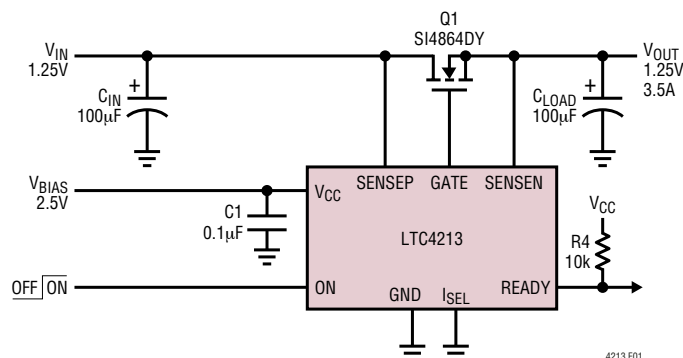 Q1
SI4864DY
VIN
1.25V
VOUT
1.25V
3.5A
+
CIN
100µF
+
CLOAD
100µF
VBIAS
2.5V
VCC
SENSEP
GATE
SENSEN
C1
0.1µF
LTC4213
VCC
R4
10k
OFF ON
ON
GND
ISEL
READY
4213 F01